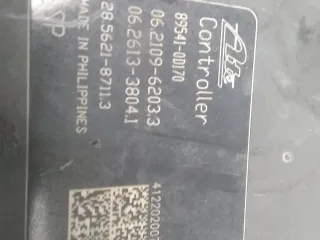 Ate
Controller
89541-0D170
06.2109-6203.3
06.2613-3804.1
28.5621-8711.3
MADE IN PHILIPPINES